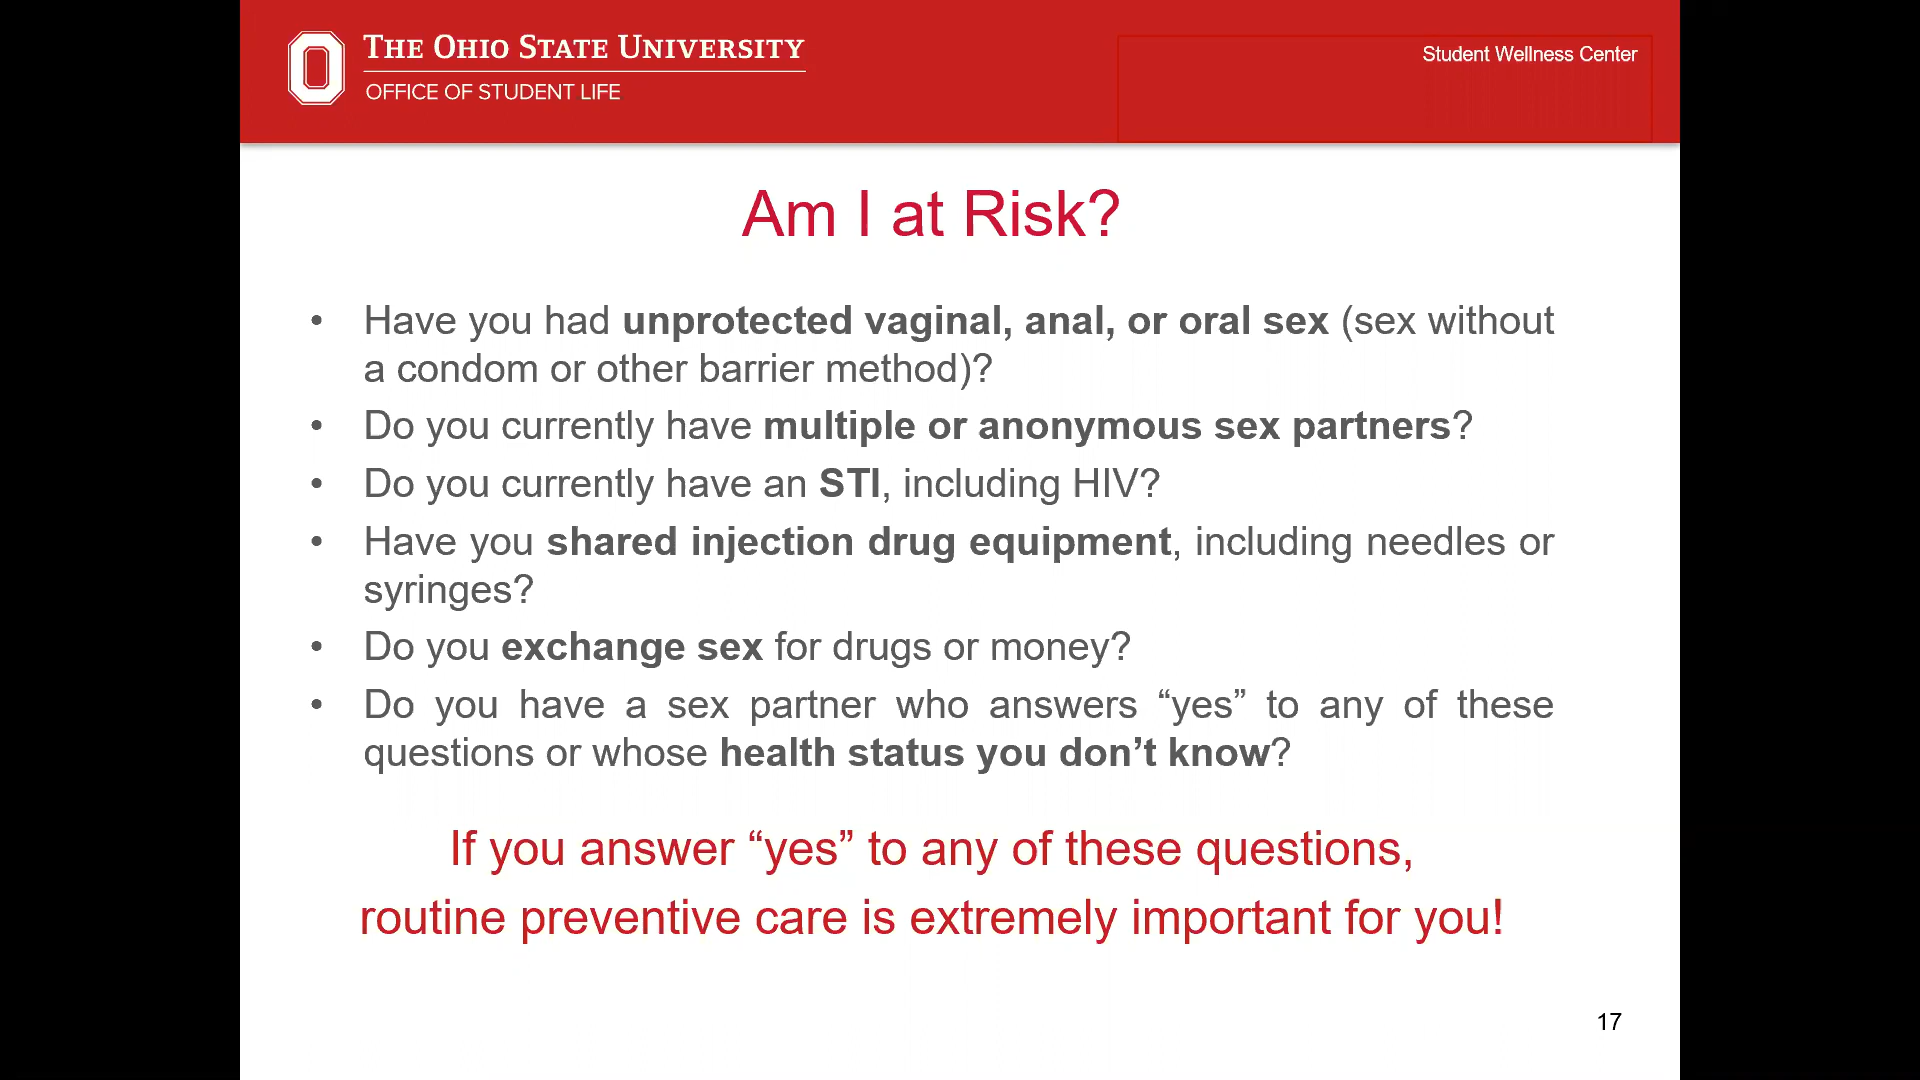 THE OHIO STATE UNIVERSITY
OFFICE OF STUDENT LIFE
Student Wellness Center
Am I at Risk?
• Have you had unprotected vaginal, anal, or oral sex (sex without
a condom or other barrier method)?
• Do you currently have multiple or anonymous sex partners?
• Do you currently have an STI, including HIV?
• Have you shared injection drug equipment, including needles or
syringes?
• Do you exchange sex for drugs or money?
• Do you have a sex partner who answers “yes” to any of these
questions or whose health status you don’t know?
If you answer “yes” to any of these questions,
routine preventive care is extremely important for you!
17